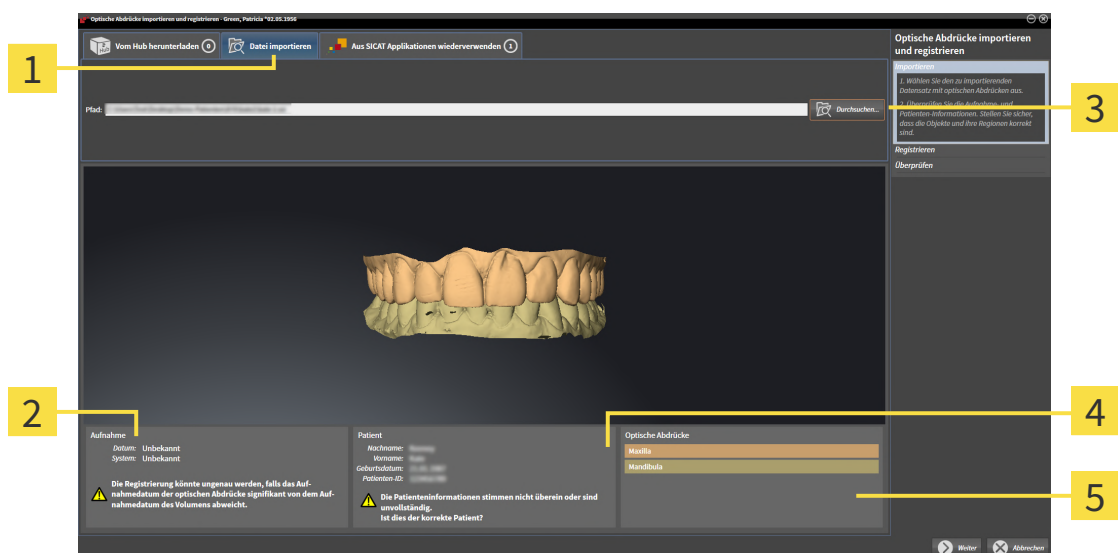 Optische Abdrücke importieren und registrieren - Green, Patricia *02.05.1956
Vom Hub herunterladen 0
Datei importieren
Aus SICAT Applikationen wiederverwenden 1
HUB
Pfad:
Durchsuchen...
Optische Abdrücke importieren
und registrieren
Importieren
1. Wählen Sie den zu importierenden
Datensatz mit optischen Abdrücken aus.
2. Überprüfen Sie die Aufnahme- und
Patienten-Informationen. Stellen Sie sicher,
dass die Objekte und ihre Regionen korrekt
sind.
Registrieren
Überprüfen
Aufnahme
Datum: Unbekannt
System: Unbekannt
Die Registrierung könnte ungenau werden, falls das Auf-
nahmedatum der optischen Abdrücke signifikant von dem Auf-
nahmedatum des Volumens abweicht.
Patient
Nachname:
Vorname:
Geburtsdatum:
Patienten-ID:
Die Patienteninformationen stimmen nicht überein oder sind
unvollständig.
Ist dies der korrekte Patient?
Optische Abdrücke
Maxilla
Mandibula
Weiter
Abbrechen
1
2
3
4
5